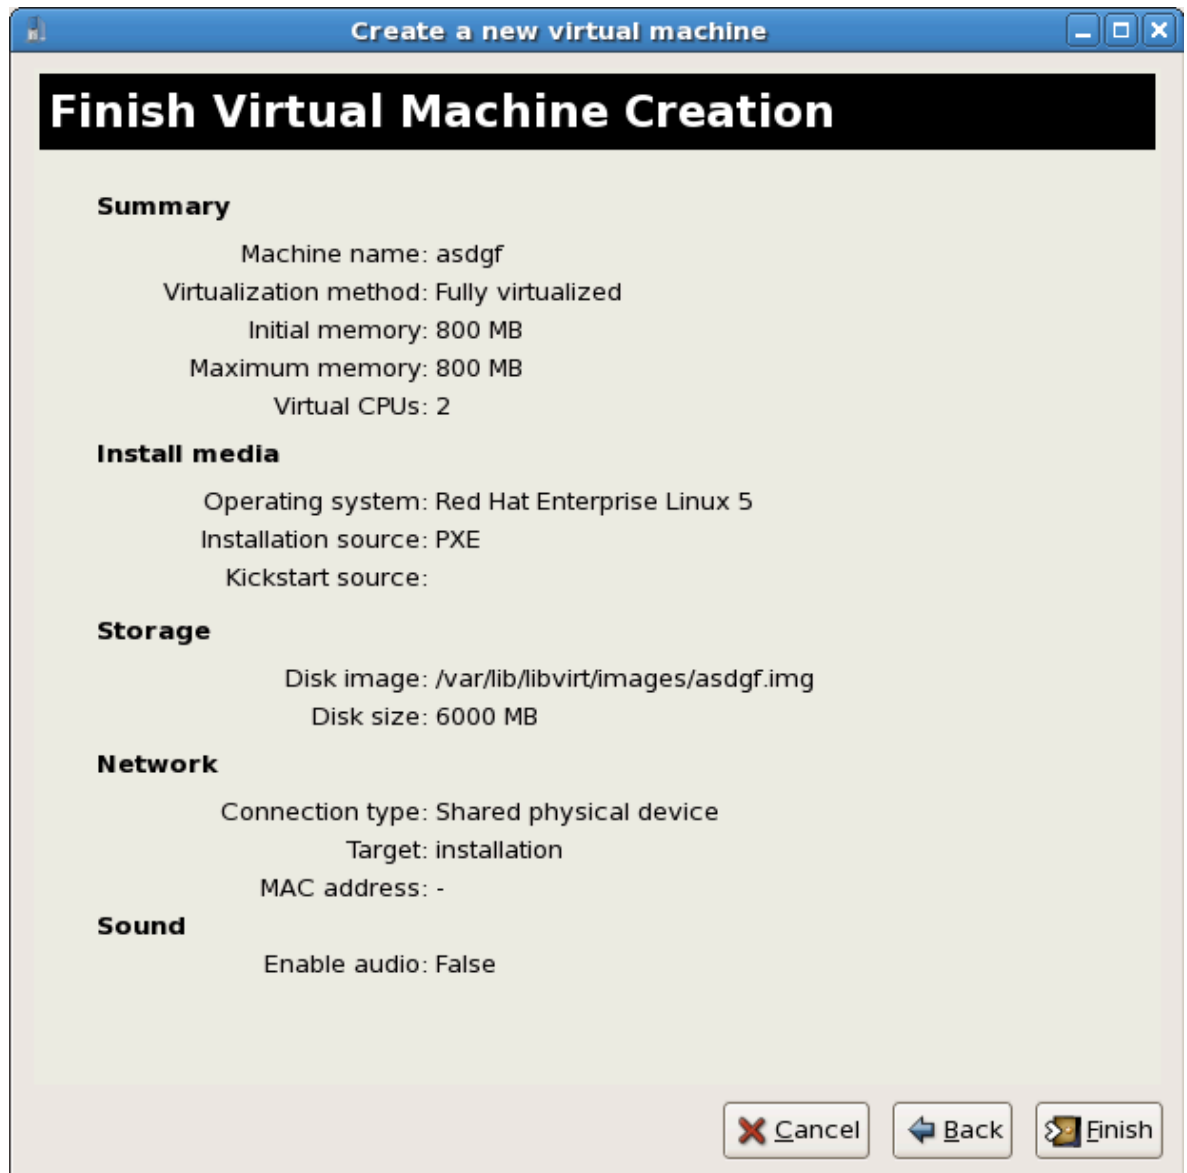 Create a new virtual machine
Finish Virtual Machine Creation
Summary
Machine name: asdgf
Virtualization method: Fully virtualized
Initial memory: 800 MB
Maximum memory: 800 MB
Virtual CPUs: 2
Install media
Operating system: Red Hat Enterprise Linux 5
Installation source: PXE
Kickstart source:
Storage
Disk image: /var/lib/libvirt/images/asdgf.img
Disk size: 6000 MB
Network
Connection type: Shared physical device
Target: installation
MAC address: -
Sound
Enable audio: False
Cancel Back Finish